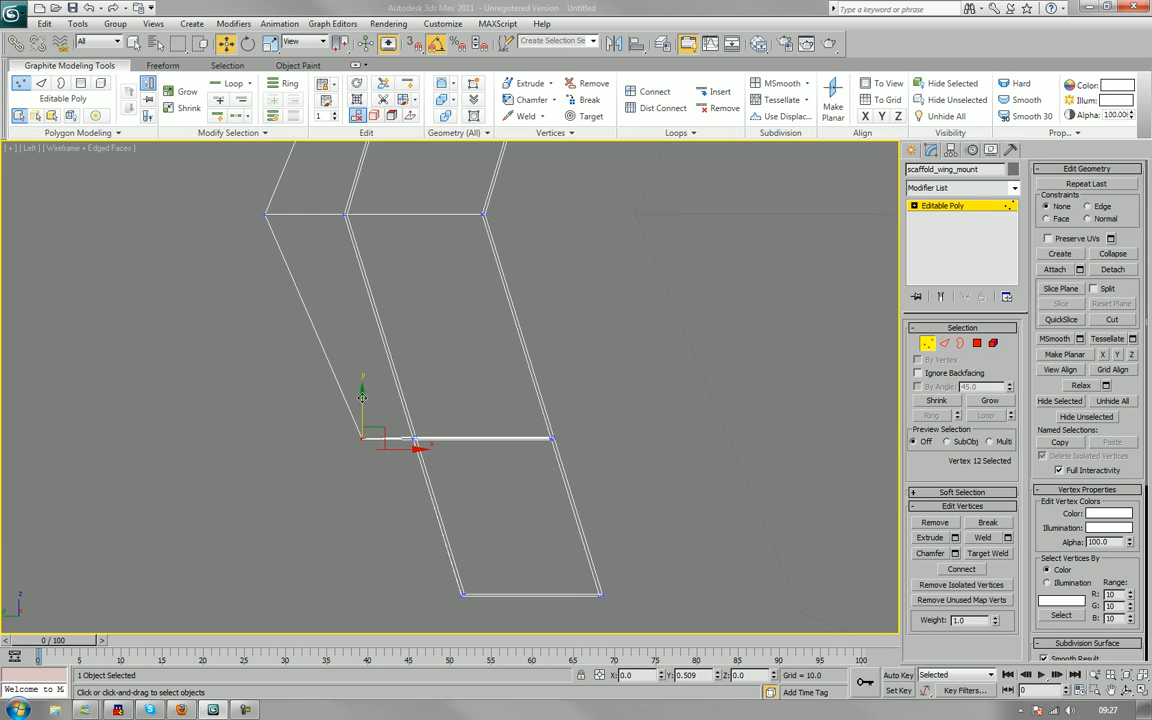 Autodesk 3ds Max 2011 - Unregistered Version Untitled
Type a keyword or phrase
Edit Tools Group Views Create Modifiers Animation Graph Editors Rendering Customize MAXScript Help
All View Create Selection Se
Graphite Modeling Tools Freeform Selection Object Paint
Editable Poly
Grow Shrink Loop Ring
1
Extrude Chamfer Weld Remove Break Target
Connect Dist Connect Insert Remove
MSmooth Tessellate Use Displac...
Make Planar
To View To Grid X Y Z
Hide Selected Hide Unselected Unhide All
Hard Smooth Smooth 30
Color: Illum: Alpha: 100.00
Polygon Modeling Modify Selection Edit Geometry (All) Vertices Loops Subdivision Align Visibility Prop...
[ + ] [ Left ] [ Wireframe + Edged Faces ]
y
x
z
y
scaffold_wing_mount
Modifier List
Editable Poly
Selection
By Vertex
Ignore Backfacing
By Angle: 45.0
Shrink Grow
Ring Loop
Preview Selection
Off SubObj Multi
Vertex 12 Selected
Soft Selection
Edit Vertices
Remove Break
Extrude Weld
Chamfer Target Weld
Connect
Remove Isolated Vertices
Remove Unused Map Verts
Weight: 1.0
Edit Geometry
Repeat Last
Constraints
None Edge
Face Normal
Preserve UVs
Create Collapse
Attach Detach
Slice Plane Split
Slice Reset Plane
QuickSlice Cut
MSmooth Tessellate
Make Planar X Y Z
View Align Grid Align
Relax
Hide Selected Unhide All
Hide Unselected
Named Selections:
Copy Paste
Delete Isolated Vertices
Full Interactivity
Vertex Properties
Edit Vertex Colors
Color:
Illumination:
Alpha: 100.0
Select Vertices By
Color
Illumination Range:
R: 10
G: 10
B: 10
Select
Subdivision Surface
Smooth Result
0 / 100
0 5 10 15 20 25 30 35 40 45 50 55 60 65 70 75 80 85 90 95 100
1 Object Selected X: 0.0 Y: 0.509 Z: 0.0 Grid = 10.0 Auto Key Selected
Welcome to M Click or click-and-drag to select objects Add Time Tag Set Key Key Filters... 0
09:27